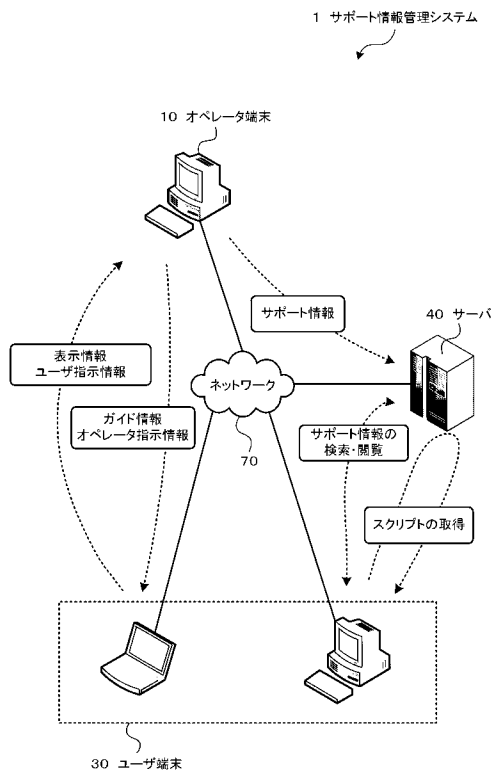 1 サポート情報管理システム
10 オペレータ端末
サポート情報
40 サーバ
表示情報
ユーザ指示情報
ネットワーク
ガイド情報
オペレータ指示情報
70
サポート情報の
検索・閲覧
スクリプトの取得
30 ユーザ端末